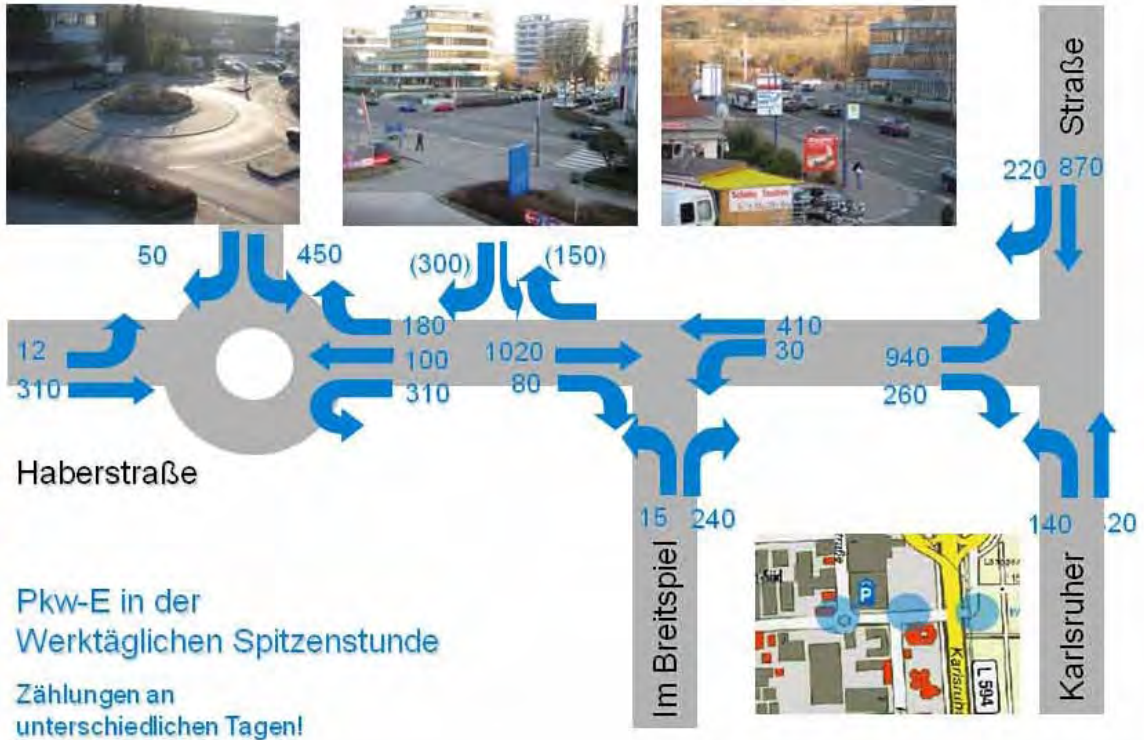 Straße
220 870
50
450
(300)
(150)
12
310
180
100
310
1020
80
410
30
940
260
Haberstraße
15 240
140
20
Im Breitspiel
Karlsruher
Pkw-E in der
Werktäglichen Spitzenstunde
Zählungen an
unterschiedlichen Tagen!
P
L 594